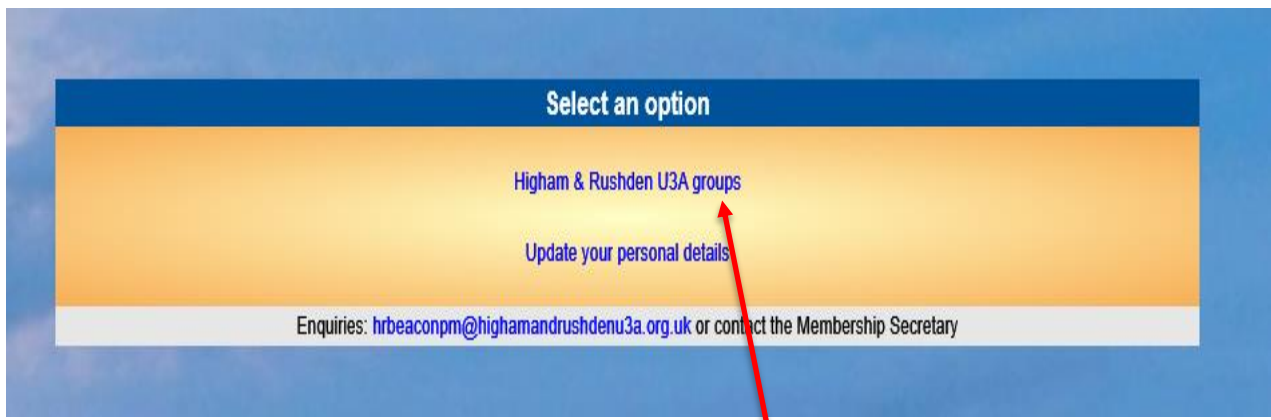 Select an option
Higham & Rushden U3A groups
Update your personal details
Enquiries: hrbeaconpm@highamandrushdenu3a.org.uk or contact the Membership Secretary